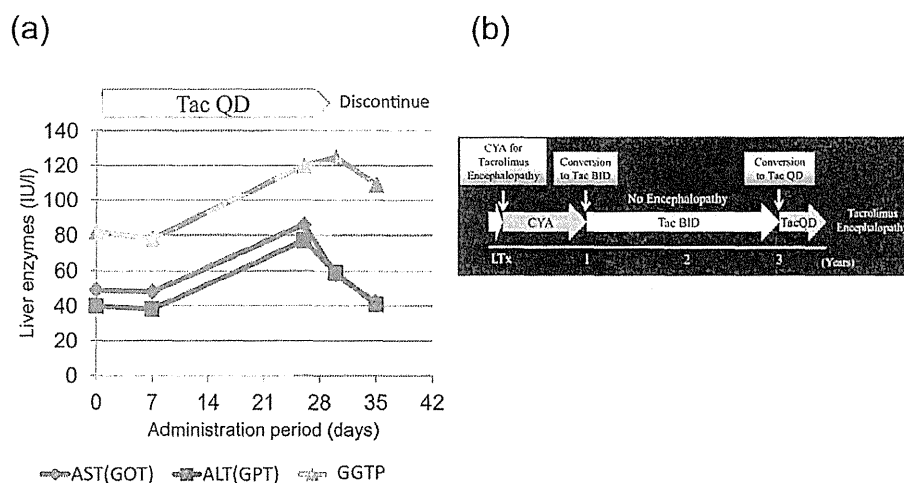 (a)
Tac QD
Discontinue
140
120
100
80
60
40
20
0
Liver enzymes (IU/l)
0 7 14 21 28 35 42
Administration period (days)
AST(GOT) ALT(GPT) GGTP
(b)
CYA for
Tacrolimus
Encephalopathy
Conversion
to Tac BID
Conversion
to Tac QD
No Encephalopathy
CYA
Tac BID
TacQD
Tacrolimus
Encephalopathy
LTx 1 2 3 (Years)